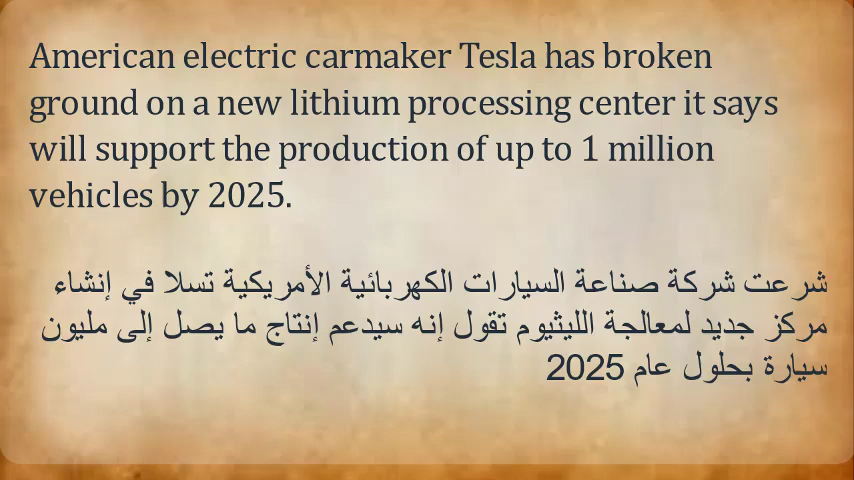 American electric carmaker Tesla has broken
ground on a new lithium processing center it says
will support the production of up to 1 million
vehicles by 2025.
شرعت شركة صناعة السيارات الكهربائية الأمريكية تسلا في إنشاء
مركز جديد لمعالجة الليثيوم تقول إنه سيدعم إنتاج ما يصل إلى مليون
سيارة بحلول عام 2025